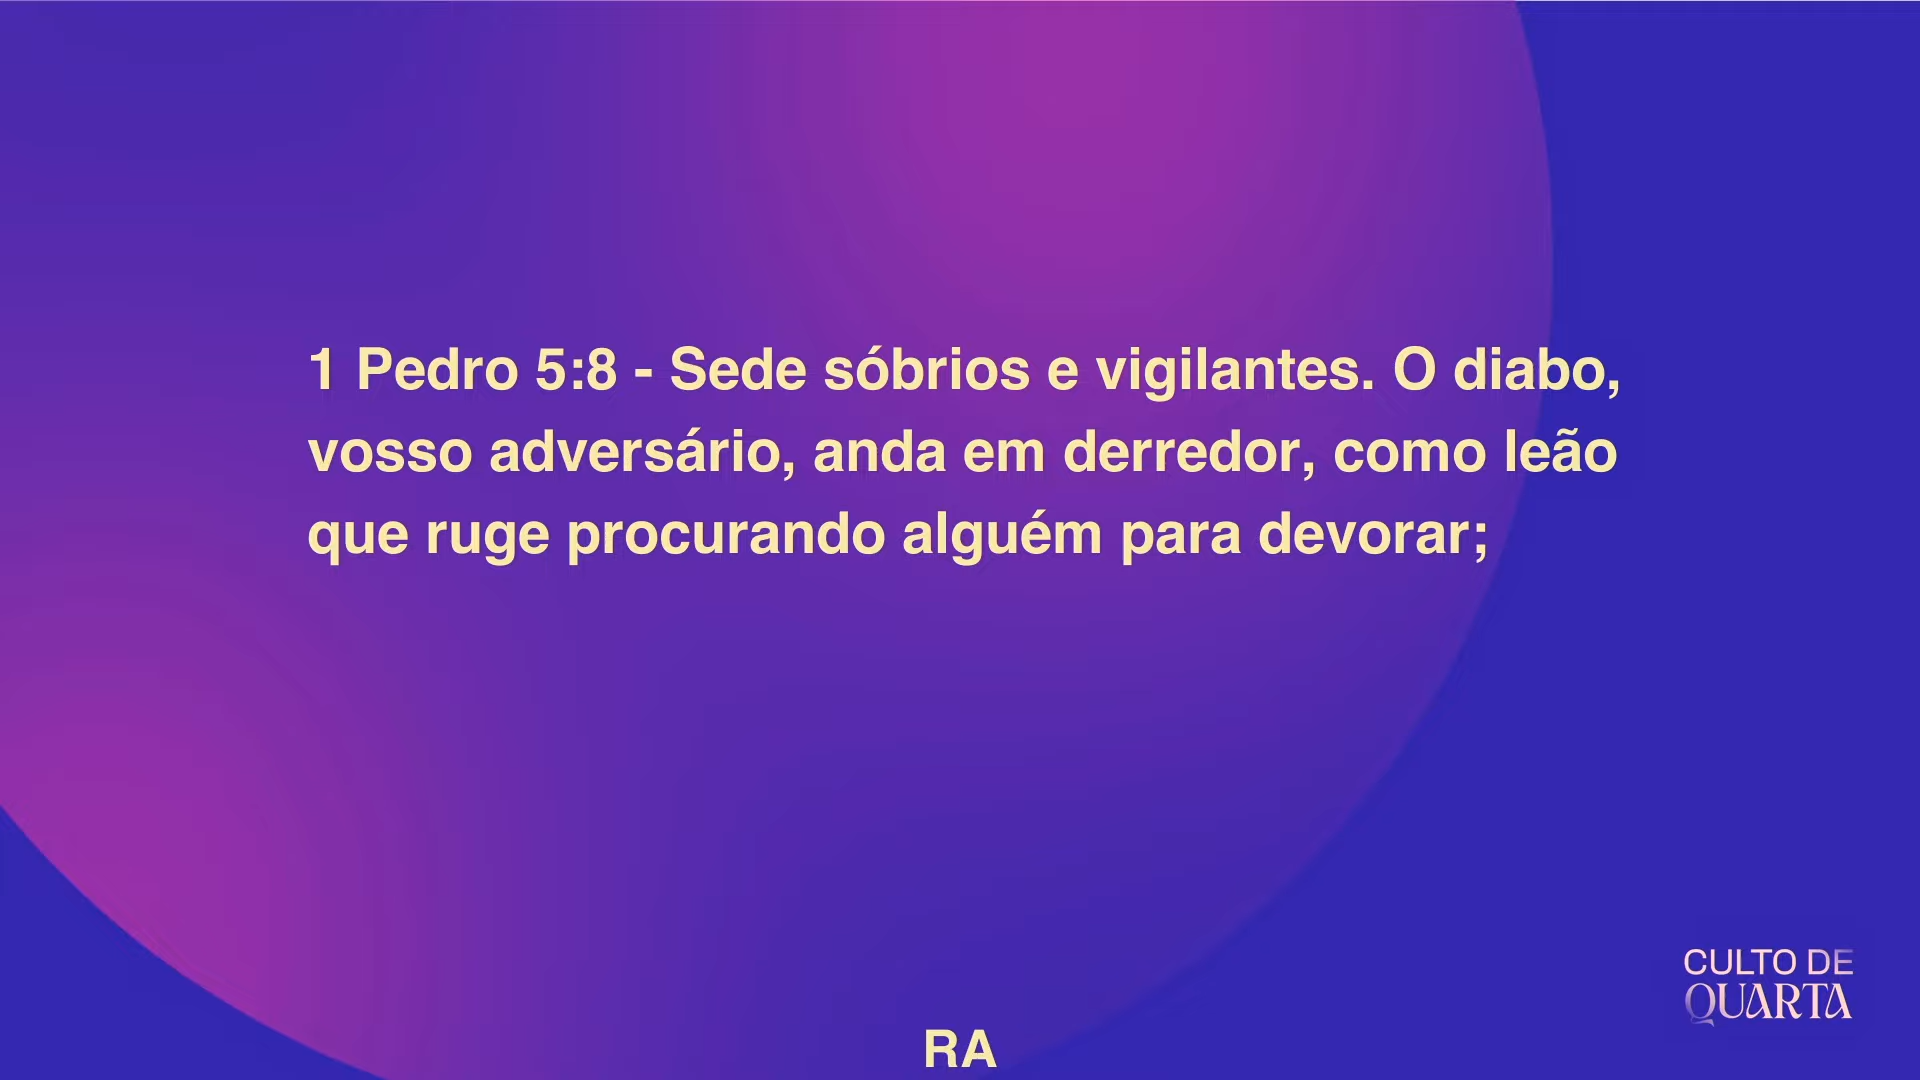 1 Pedro 5:8 - Sede sóbrios e vigilantes. O diabo,
vosso adversário, anda em derredor, como leão
que ruge procurando alguém para devorar;
CULTO DE
QUARTA
RA